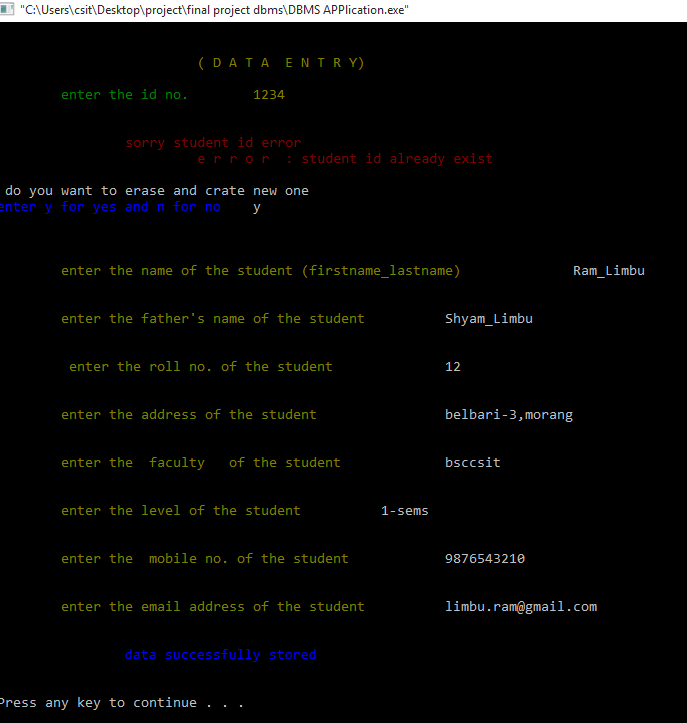 "C:\Users\csit\Desktop\project\final project dbms\DBMS APPlication.exe"
( D A T A  E N T R Y)
enter the id no. 1234
sorry student id error
e r r o r  : student id already exist
do you want to erase and crate new one
enter y for yes and n for no y
enter the name of the student (firstname_lastname) Ram_Limbu
enter the father's name of the student Shyam_Limbu
enter the roll no. of the student 12
enter the address of the student belbari-3,morang
enter the  faculty   of the student bsccsit
enter the level of the student 1-sems
enter the  mobile no. of the student 9876543210
enter the email address of the student limbu.ram@gmail.com
data successfully stored
Press any key to continue . . .